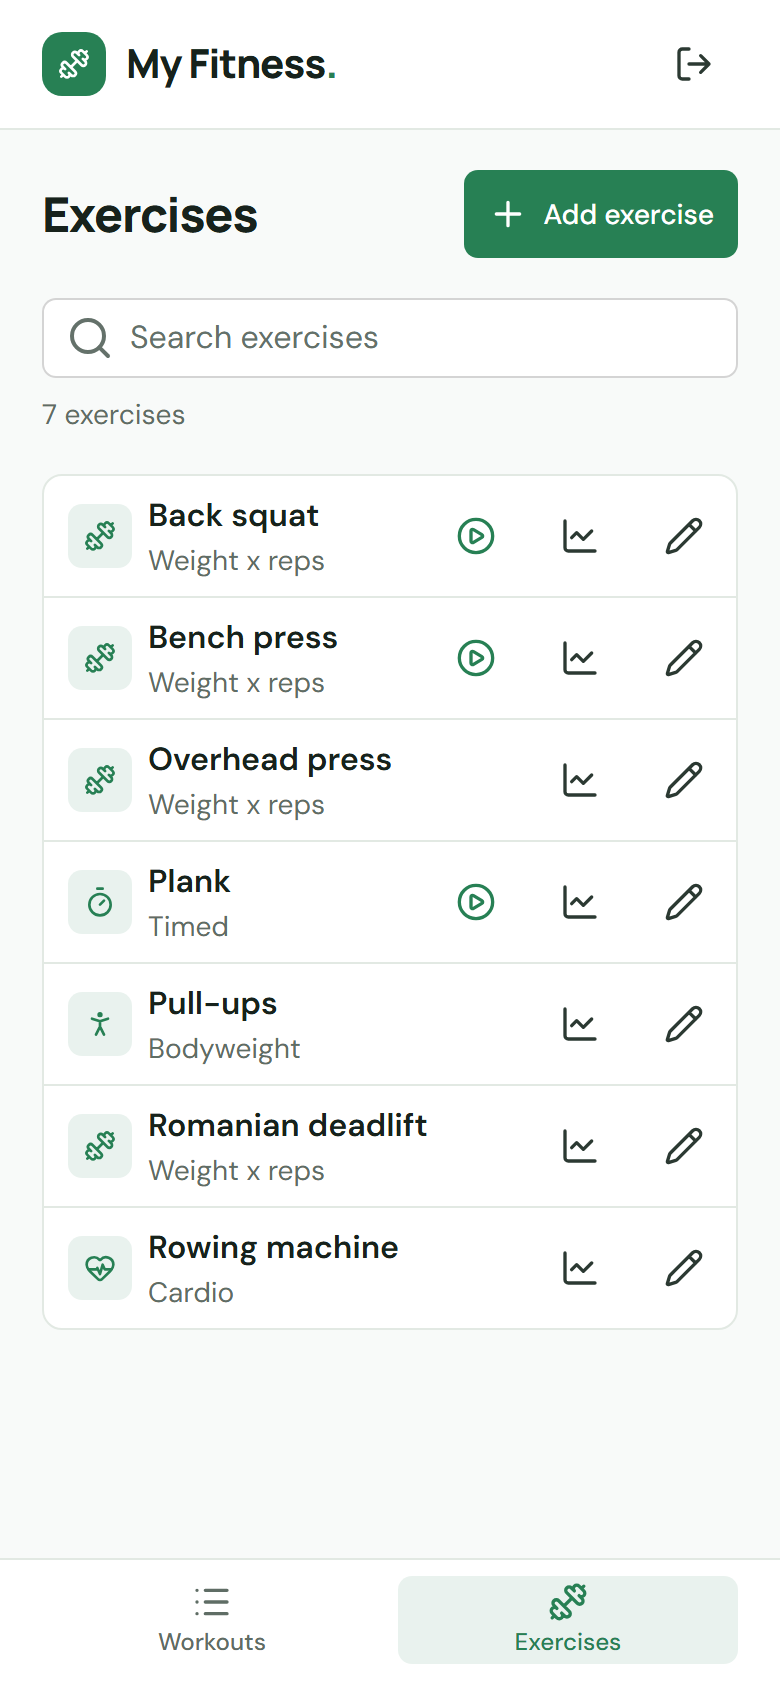 My Fitness.
Exercises
Add exercise
Search exercises
7 exercises
Back squat
Weight x reps
Bench press
Weight x reps
Overhead press
Weight x reps
Plank
Timed
Pull-ups
Bodyweight
Romanian deadlift
Weight x reps
Rowing machine
Cardio
Workouts
Exercises